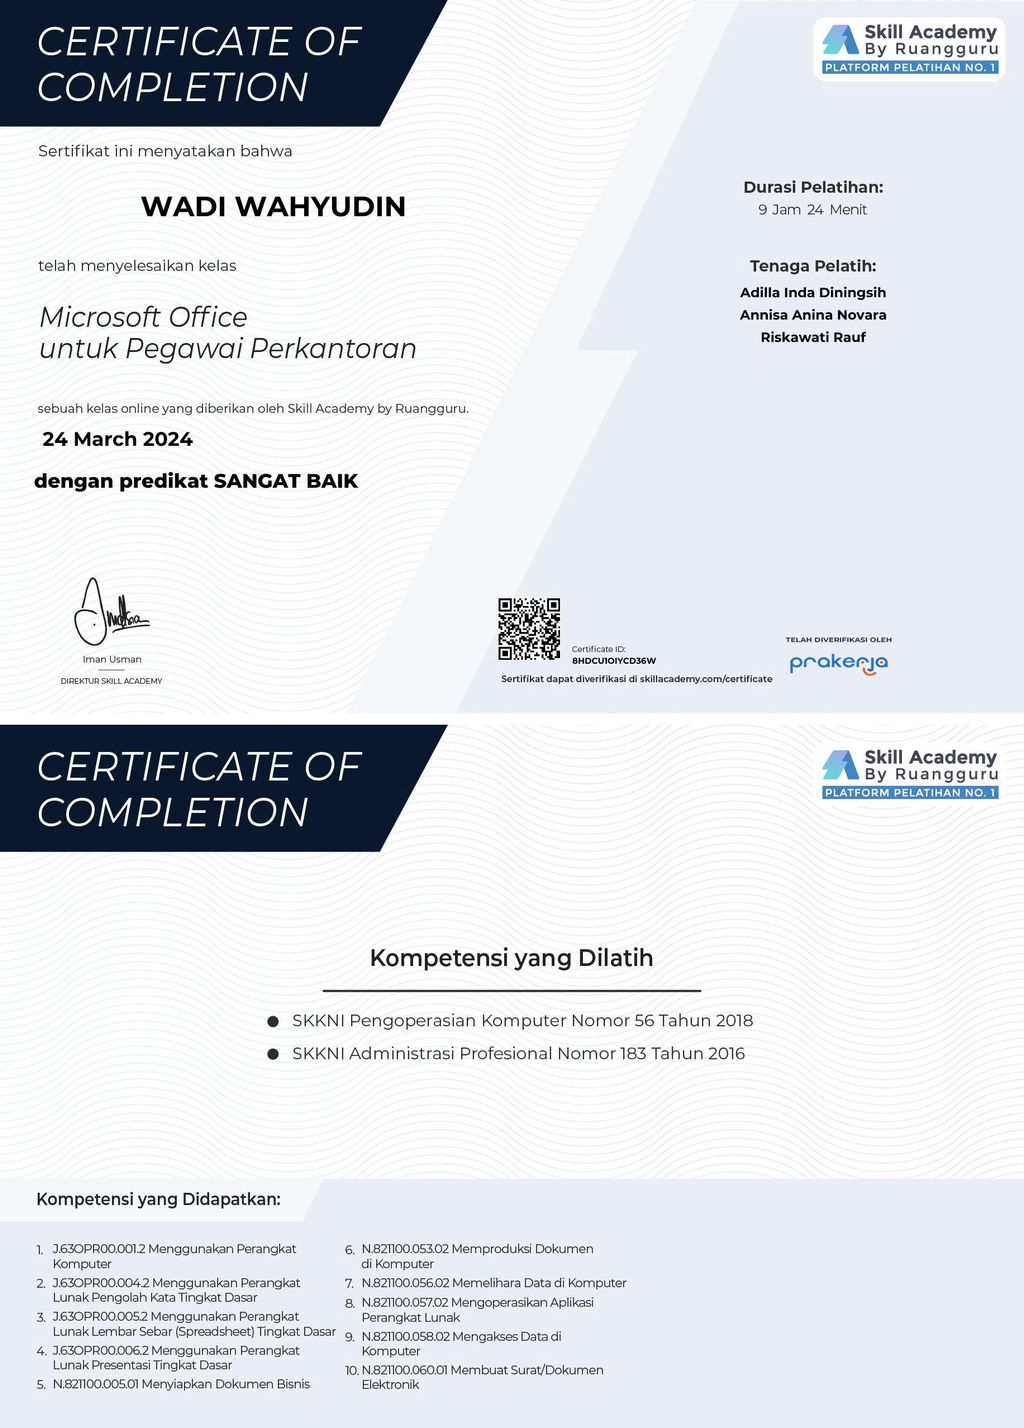 CERTIFICATE OF
COMPLETION
Skill Academy
By Ruangguru
PLATFORM PELATIHAN NO. 1
Sertifikat ini menyatakan bahwa
WADI WAHYUDIN
telah menyelesaikan kelas
Microsoft Office
untuk Pegawai Perkantoran
sebuah kelas online yang diberikan oleh Skill Academy by Ruangguru.
24 March 2024
dengan predikat SANGAT BAIK
Durasi Pelatihan:
9 Jam 24 Menit
Tenaga Pelatih:
Adilla Inda Diningsih
Annisa Anina Novara
Riskawati Rauf
Iman Usman
DIREKTUR SKILL ACADEMY
Certificate ID:
8HDCU1OIYCD36W
Sertifikat dapat diverifikasi di skillacademy.com/certificate
TELAH DIVERIFIKASI OLEH
prakerja
CERTIFICATE OF
COMPLETION
Skill Academy
By Ruangguru
PLATFORM PELATIHAN NO. 1
Kompetensi yang Dilatih
● SKKNI Pengoperasian Komputer Nomor 56 Tahun 2018
● SKKNI Administrasi Profesional Nomor 183 Tahun 2016
Kompetensi yang Didapatkan:
1. J.63OPR00.001.2 Menggunakan Perangkat
Komputer
2. J.63OPR00.004.2 Menggunakan Perangkat
Lunak Pengolah Kata Tingkat Dasar
3. J.63OPR00.005.2 Menggunakan Perangkat
Lunak Lembar Sebar (Spreadsheet) Tingkat Dasar
4. J.63OPR00.006.2 Menggunakan Perangkat
Lunak Presentasi Tingkat Dasar
5. N.821100.005.01 Menyiapkan Dokumen Bisnis
6. N.821100.053.02 Memproduksi Dokumen
di Komputer
7. N.821100.056.02 Memelihara Data di Komputer
8. N.821100.057.02 Mengoperasikan Aplikasi
Perangkat Lunak
9. N.821100.058.02 Mengakses Data di
Komputer
10. N.821100.060.01 Membuat Surat/Dokumen
Elektronik